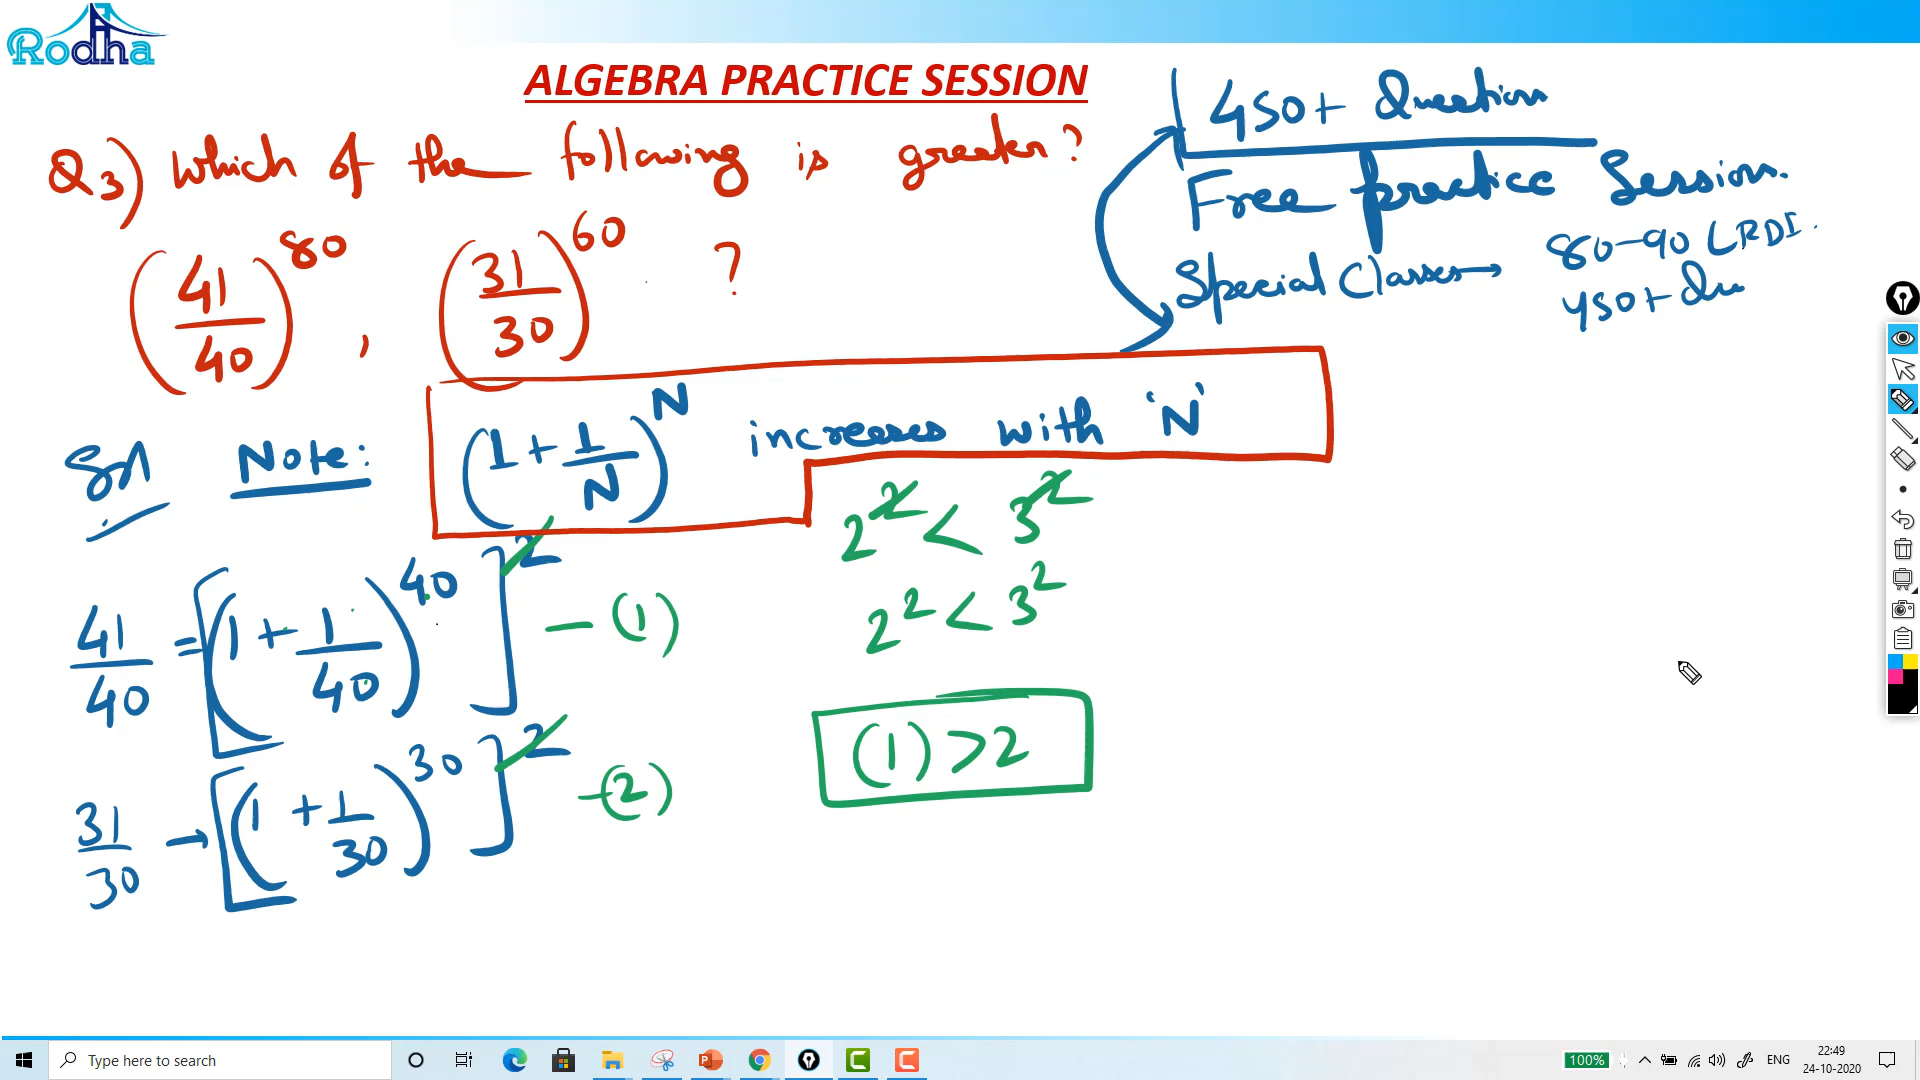 Rodha
ALGEBRA PRACTICE SESSION
450+ Question
Free practice Session.
Special Classes → 80-90 LRDI.
450+ Qu
Q3) Which of the following is greater?
(41/40)^80 , (31/30)^60 ?
Note: (1 + 1/N)^N increases with 'N'
2^2 < 3^2
2^2 < 3^2
41/40 = [(1 + 1/40)^40]^2 - (1)
(1) > 2
31/30 → [(1 + 1/30)^30]^2 - (2)
Type here to search
100%
ENG
22:49
24-10-2020